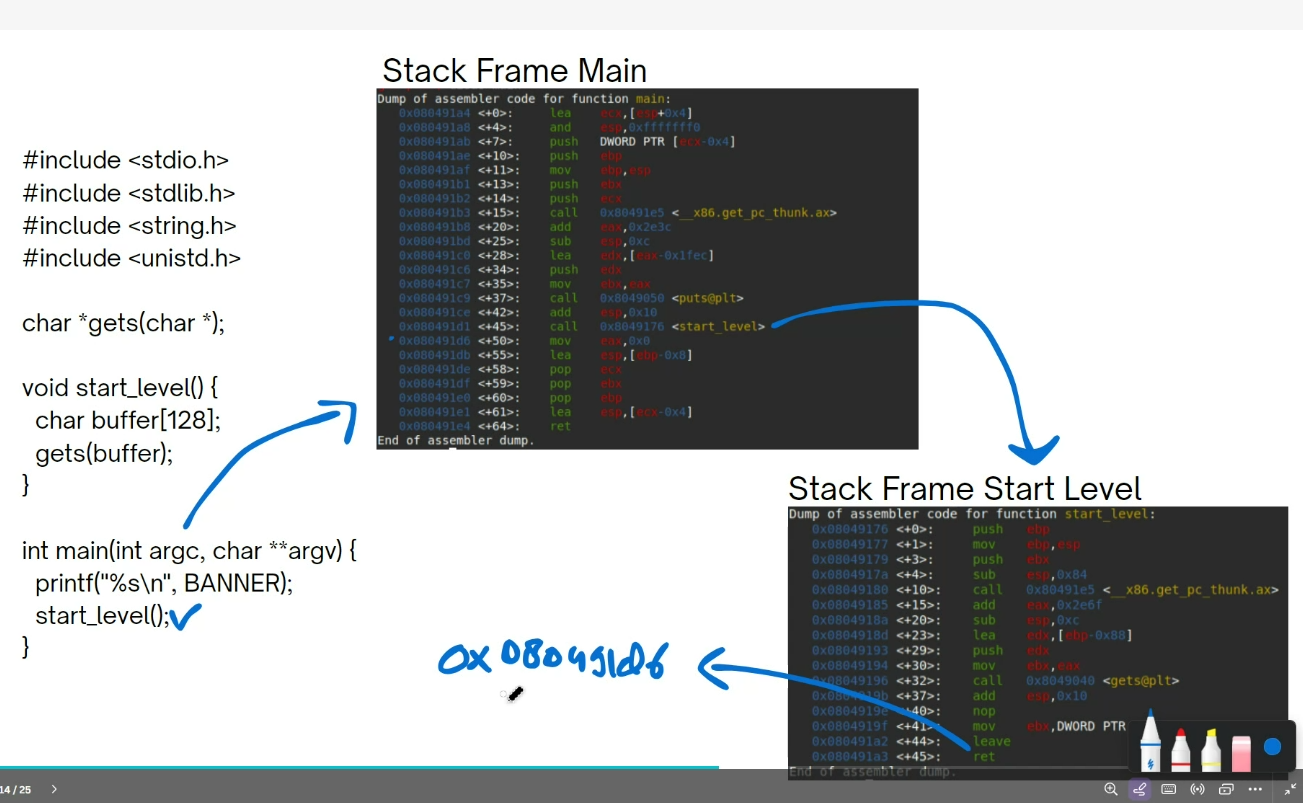 Stack Frame Main
#include <stdio.h>
#include <stdlib.h>
#include <string.h>
#include <unistd.h>
char *gets(char *);
void start_level() {
char buffer[128];
gets(buffer);
}
int main(int argc, char **argv) {
printf("%s\n", BANNER);
start_level();
}
Dump of assembler code for function main:
0x080491a4 <+0>: lea ecx,[esp+0x4]
0x080491a8 <+4>: and esp,0xfffffff0
0x080491ab <+7>: push DWORD PTR [ecx-0x4]
0x080491ae <+10>: push ebp
0x080491af <+11>: mov ebp,esp
0x080491b1 <+13>: push ebx
0x080491b2 <+14>: push ecx
0x080491b3 <+15>: call 0x80491e5 <__x86.get_pc_thunk.ax>
0x080491b8 <+20>: add eax,0x2e3c
0x080491bd <+25>: sub esp,0xc
0x080491c0 <+28>: lea edx,[eax-0x1fec]
0x080491c6 <+34>: push edx
0x080491c7 <+35>: mov ebx,eax
0x080491c9 <+37>: call 0x8049050 <puts@plt>
0x080491ce <+42>: add esp,0x10
0x080491d1 <+45>: call 0x8049176 <start_level>
0x080491d6 <+50>: mov eax,0x0
0x080491db <+55>: lea esp,[ebp-0x8]
0x080491de <+58>: pop ecx
0x080491df <+59>: pop ebx
0x080491e0 <+60>: pop ebp
0x080491e1 <+61>: lea esp,[ecx-0x4]
0x080491e4 <+64>: ret
End of assembler dump.
Stack Frame Start Level
Dump of assembler code for function start_level:
0x08049176 <+0>: push ebp
0x08049177 <+1>: mov ebp,esp
0x08049179 <+3>: push ebx
0x0804917a <+4>: sub esp,0x84
0x08049180 <+10>: call 0x80491e5 <__x86.get_pc_thunk.ax>
0x08049185 <+15>: add eax,0x2e6f
0x0804918a <+20>: sub esp,0xc
0x0804918d <+23>: lea edx,[ebp-0x88]
0x08049193 <+29>: push edx
0x08049194 <+30>: mov ebx,eax
0x08049196 <+32>: call 0x8049040 <gets@plt>
0x0804919b <+37>: add esp,0x10
0x0804919e <+40>: nop
0x0804919f <+41>: mov ebx,DWORD PTR
0x080491a2 <+44>: leave
0x080491a3 <+45>: ret
End of assembler dump.
0x080491d6
14 / 25